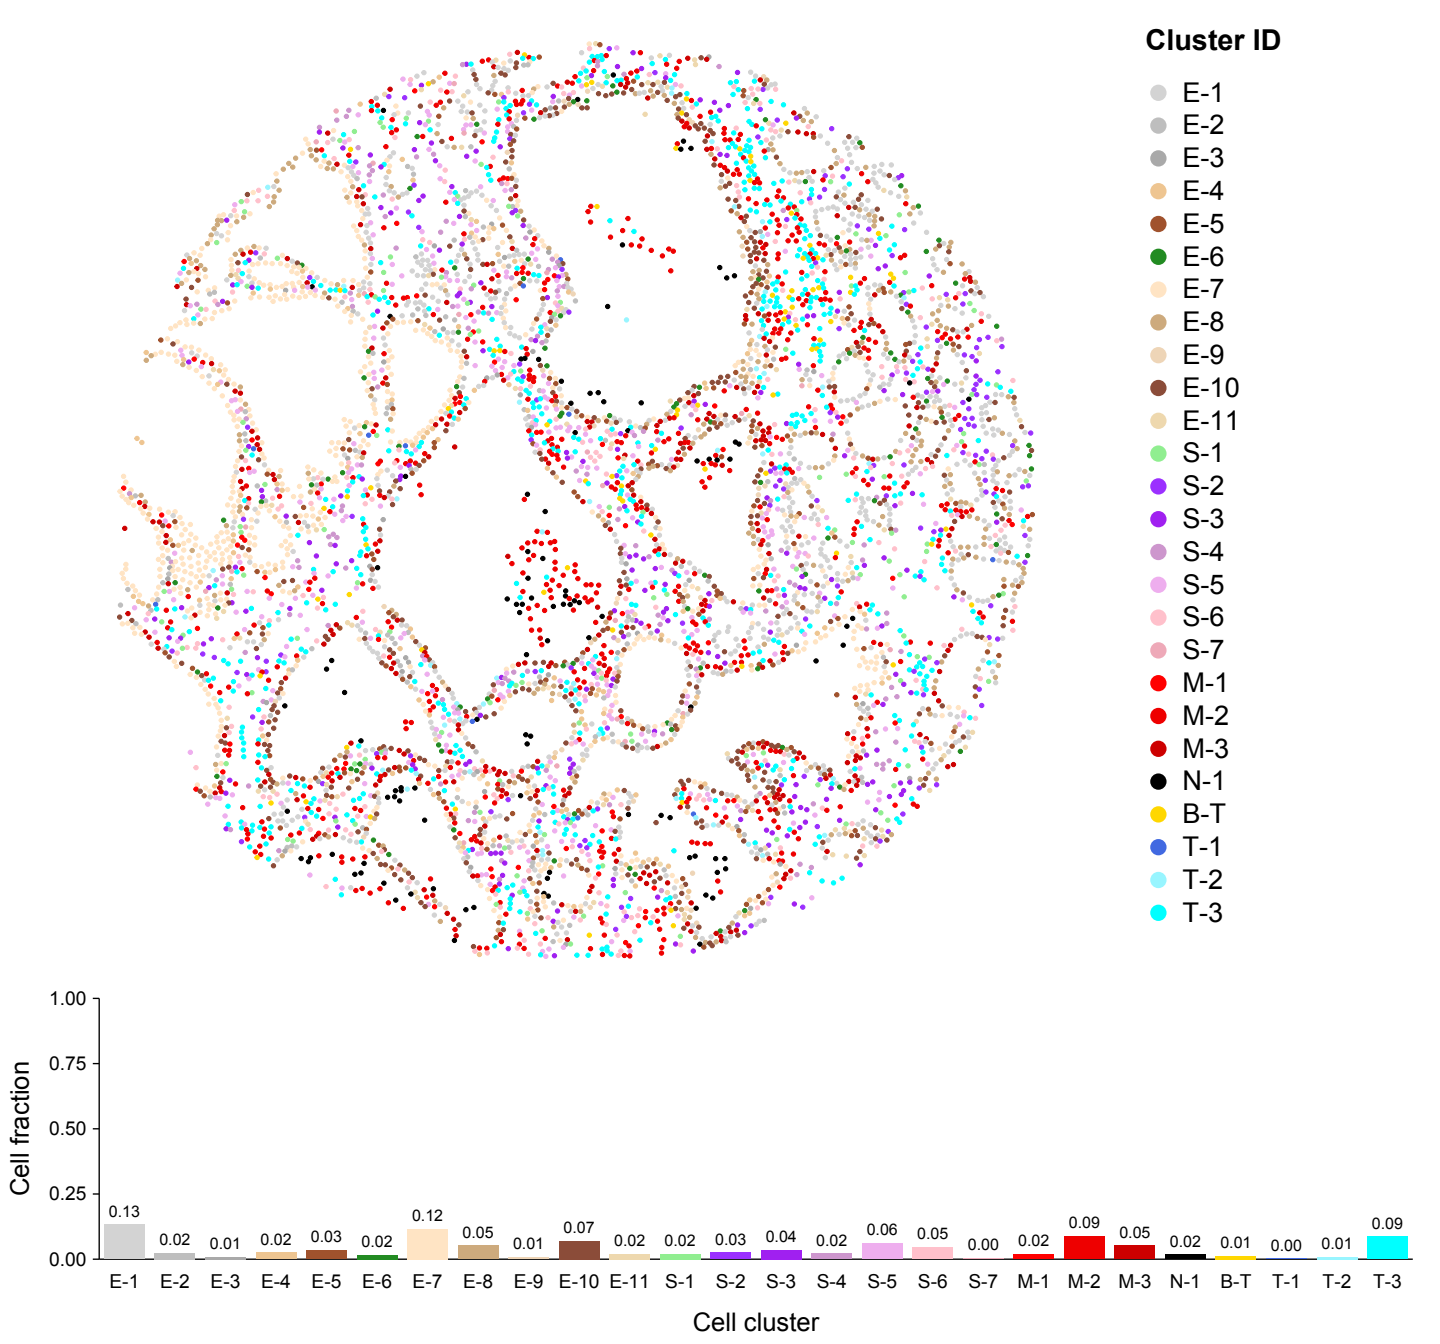 Cluster ID
E-1
E-2
E-3
E-4
E-5
E-6
E-7
E-8
E-9
E-10
E-11
S-1
S-2
S-3
S-4
S-5
S-6
S-7
M-1
M-2
M-3
N-1
B-T
T-1
T-2
T-3
1.00
0.75
0.50
0.25
0.00
Cell fraction
0.13 0.02 0.01 0.02 0.03 0.02 0.12 0.05 0.01 0.07 0.02 0.02 0.03 0.04 0.02 0.06 0.05 0.00 0.02 0.09 0.05 0.02 0.01 0.00 0.01 0.09
E-1 E-2 E-3 E-4 E-5 E-6 E-7 E-8 E-9 E-10 E-11 S-1 S-2 S-3 S-4 S-5 S-6 S-7 M-1 M-2 M-3 N-1 B-T T-1 T-2 T-3
Cell cluster